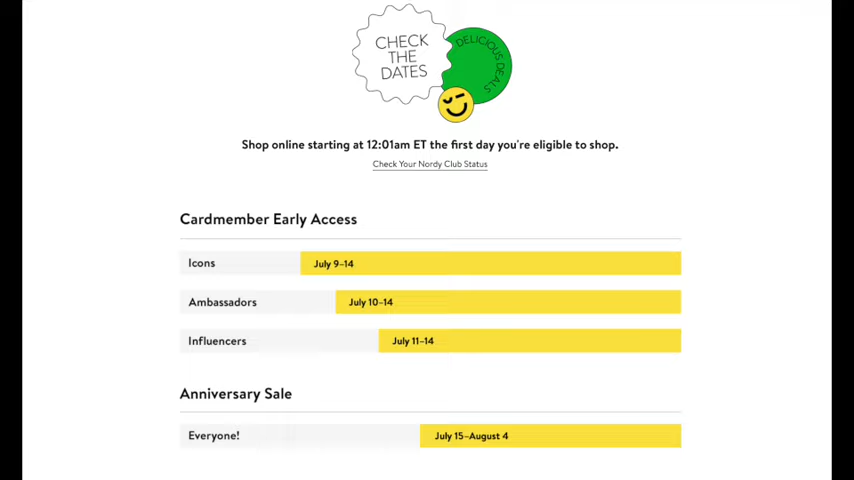 CHECK
THE
DATES
DELICIOUS DEALS
Shop online starting at 12:01am ET the first day you're eligible to shop.
Check Your Nordy Club Status
Cardmember Early Access
Icons
July 9–14
Ambassadors
July 10–14
Influencers
July 11–14
Anniversary Sale
Everyone!
July 15–August 4